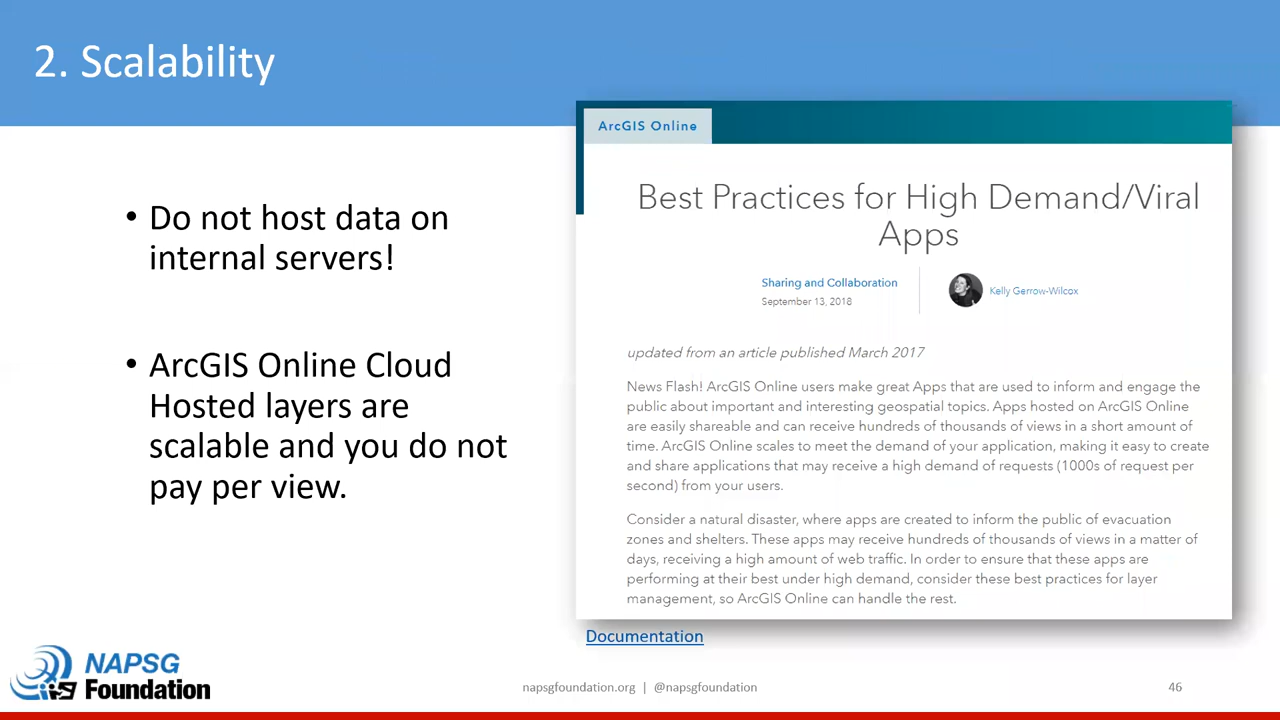 2. Scalability
• Do not host data on
internal servers!
• ArcGIS Online Cloud
Hosted layers are
scalable and you do not
pay per view.
ArcGIS Online
Best Practices for High Demand/Viral
Apps
Sharing and Collaboration
September 13, 2018
Kelly Gerrow-Wilcox
updated from an article published March 2017
News Flash! ArcGIS Online users make great Apps that are used to inform and engage the
public about important and interesting geospatial topics. Apps hosted on ArcGIS Online
are easily shareable and can receive hundreds of thousands of views in a short amount of
time. ArcGIS Online scales to meet the demand of your application, making it easy to create
and share applications that may receive a high demand of requests (1000s of request per
second) from your users.
Consider a natural disaster, where apps are created to inform the public of evacuation
zones and shelters. These apps may receive hundreds of thousands of views in a matter of
days, receiving a high amount of web traffic. In order to ensure that these apps are
performing at their best under high demand, consider these best practices for layer
management, so ArcGIS Online can handle the rest.
Documentation
NAPSG
Foundation
napsgfoundation.org | @napsgfoundation
46